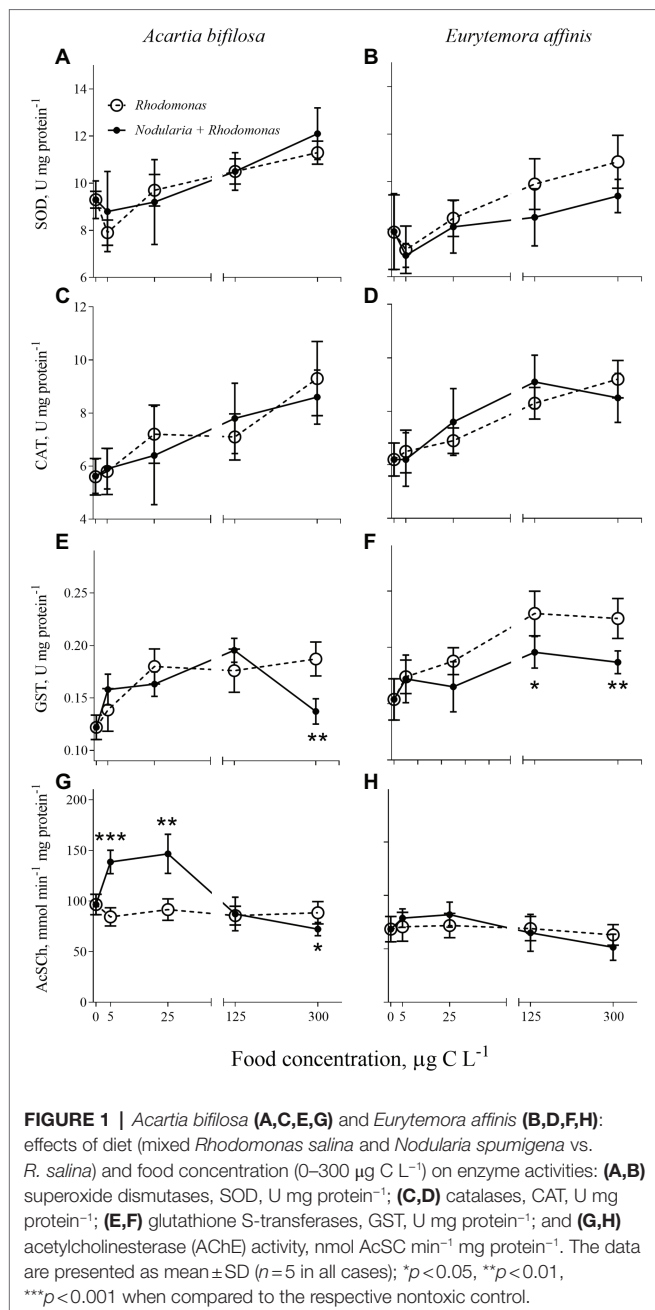 Acartia bifilosa
Eurytemora affinis
A
B
Rhodomonas
Nodularia + Rhodomonas
SOD, U mg protein⁻¹
14
12
10
8
6
C
D
CAT, U mg protein⁻¹
12
10
8
6
4
E
F
GST, U mg protein⁻¹
0.25
0.20
0.15
0.10
**
*
**
G
H
AcSCh, mmol min⁻¹ mg protein⁻¹
200
150
100
50
0
***
**
*
0 5 25 125 300
0 5 25 125 300
Food concentration, µg C L⁻¹
FIGURE 1 | Acartia bifilosa (A,C,E,G) and Eurytemora affinis (B,D,F,H):
effects of diet (mixed Rhodomonas salina and Nodularia spumigena vs.
R. salina) and food concentration (0–300 µg C L⁻¹) on enzyme activities: (A,B)
superoxide dismutases, SOD, U mg protein⁻¹; (C,D) catalases, CAT, U mg
protein⁻¹; (E,F) glutathione S-transferases, GST, U mg protein⁻¹; and (G,H)
acetylcholinesterase (AChE) activity, nmol AcSC min⁻¹ mg protein⁻¹. The data
are presented as mean ± SD (n = 5 in all cases); *p < 0.05, **p < 0.01,
***p < 0.001 when compared to the respective nontoxic control.